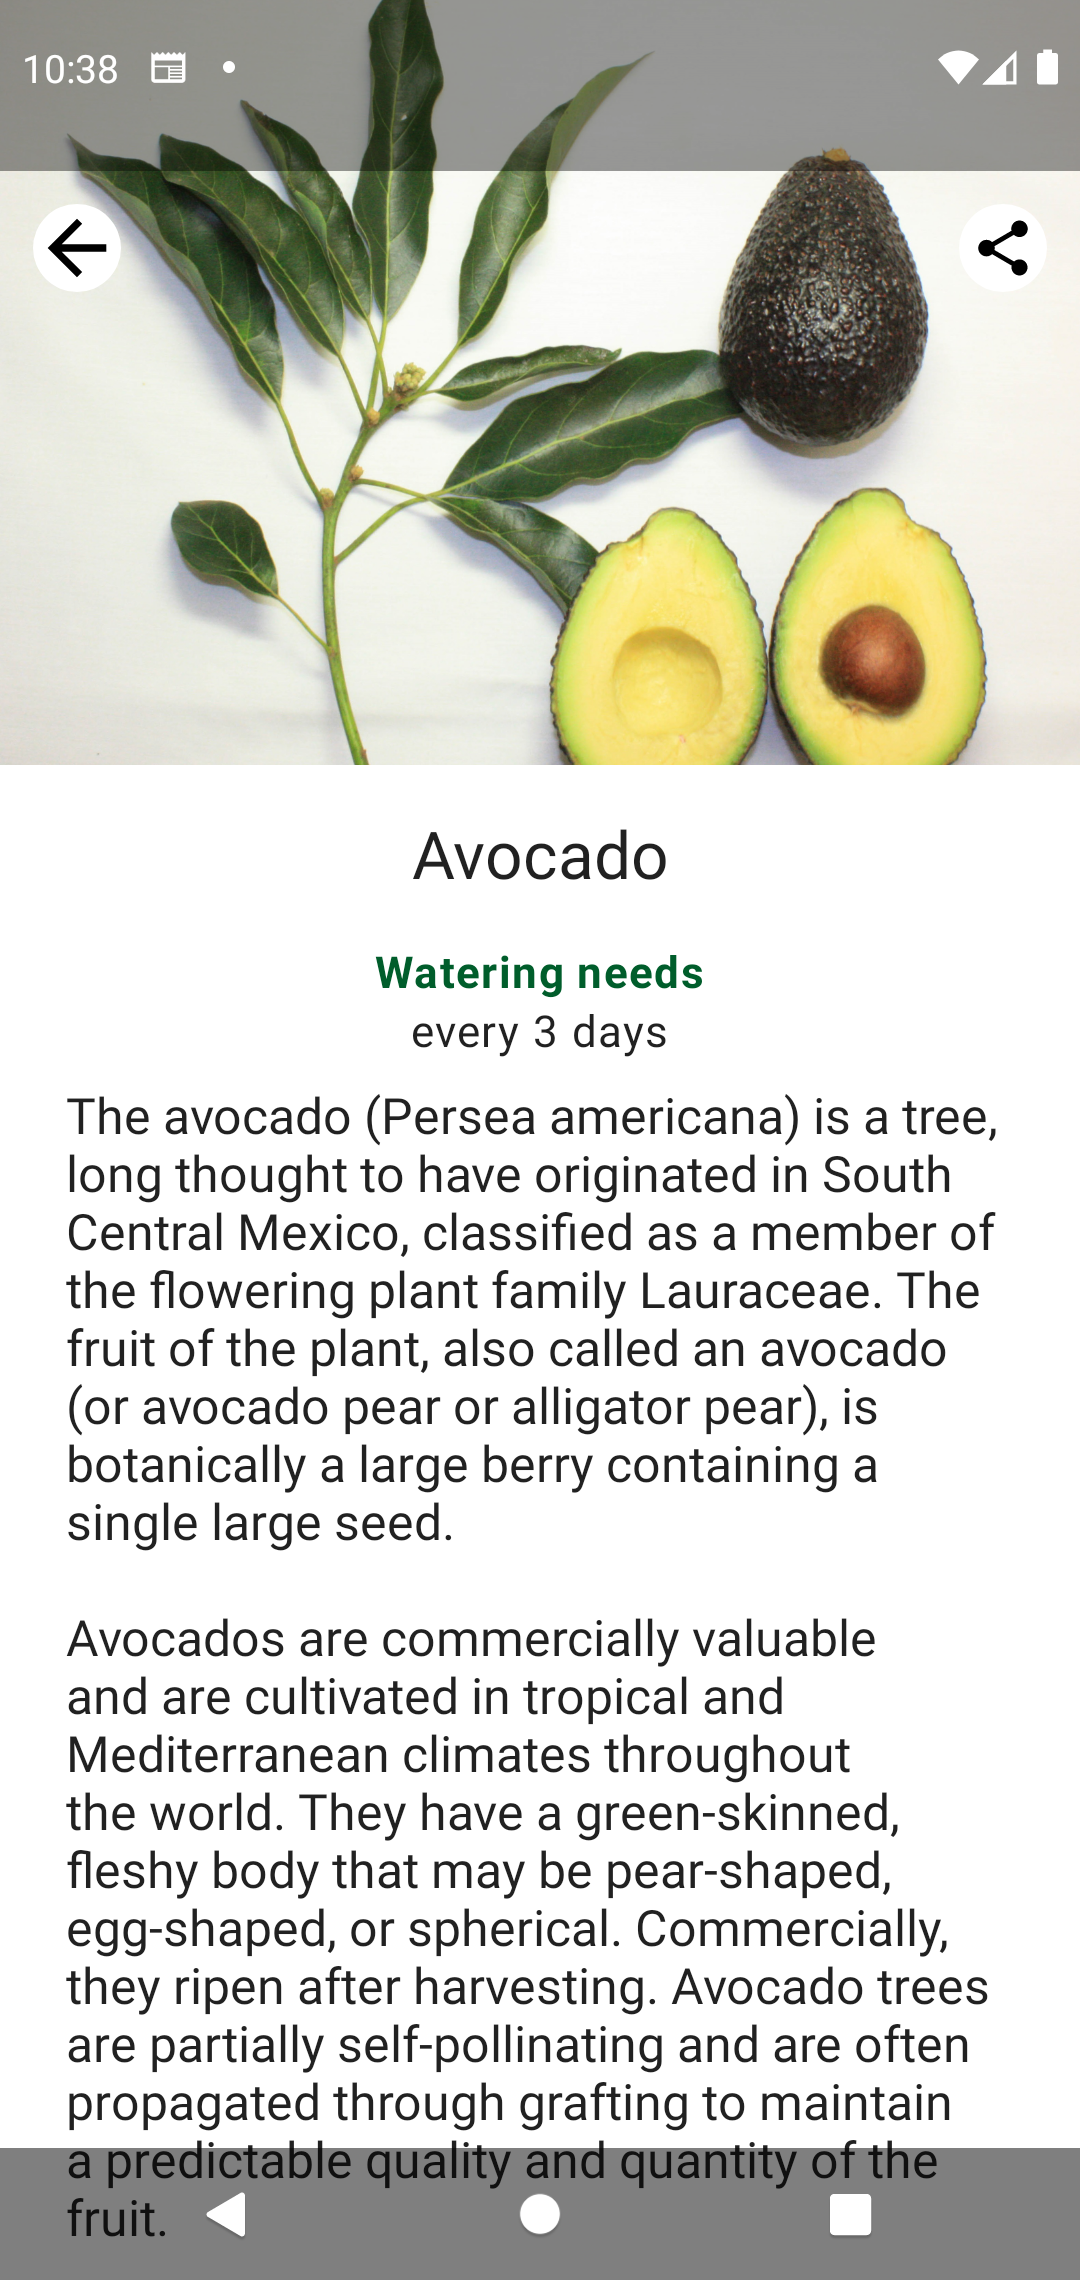 10:38
Avocado
Watering needs
every 3 days
The avocado (Persea americana) is a tree,
long thought to have originated in South
Central Mexico, classified as a member of
the flowering plant family Lauraceae. The
fruit of the plant, also called an avocado
(or avocado pear or alligator pear), is
botanically a large berry containing a
single large seed.
Avocados are commercially valuable
and are cultivated in tropical and
Mediterranean climates throughout
the world. They have a green-skinned,
fleshy body that may be pear-shaped,
egg-shaped, or spherical. Commercially,
they ripen after harvesting. Avocado trees
are partially self-pollinating and are often
propagated through grafting to maintain
a predictable quality and quantity of the
fruit.